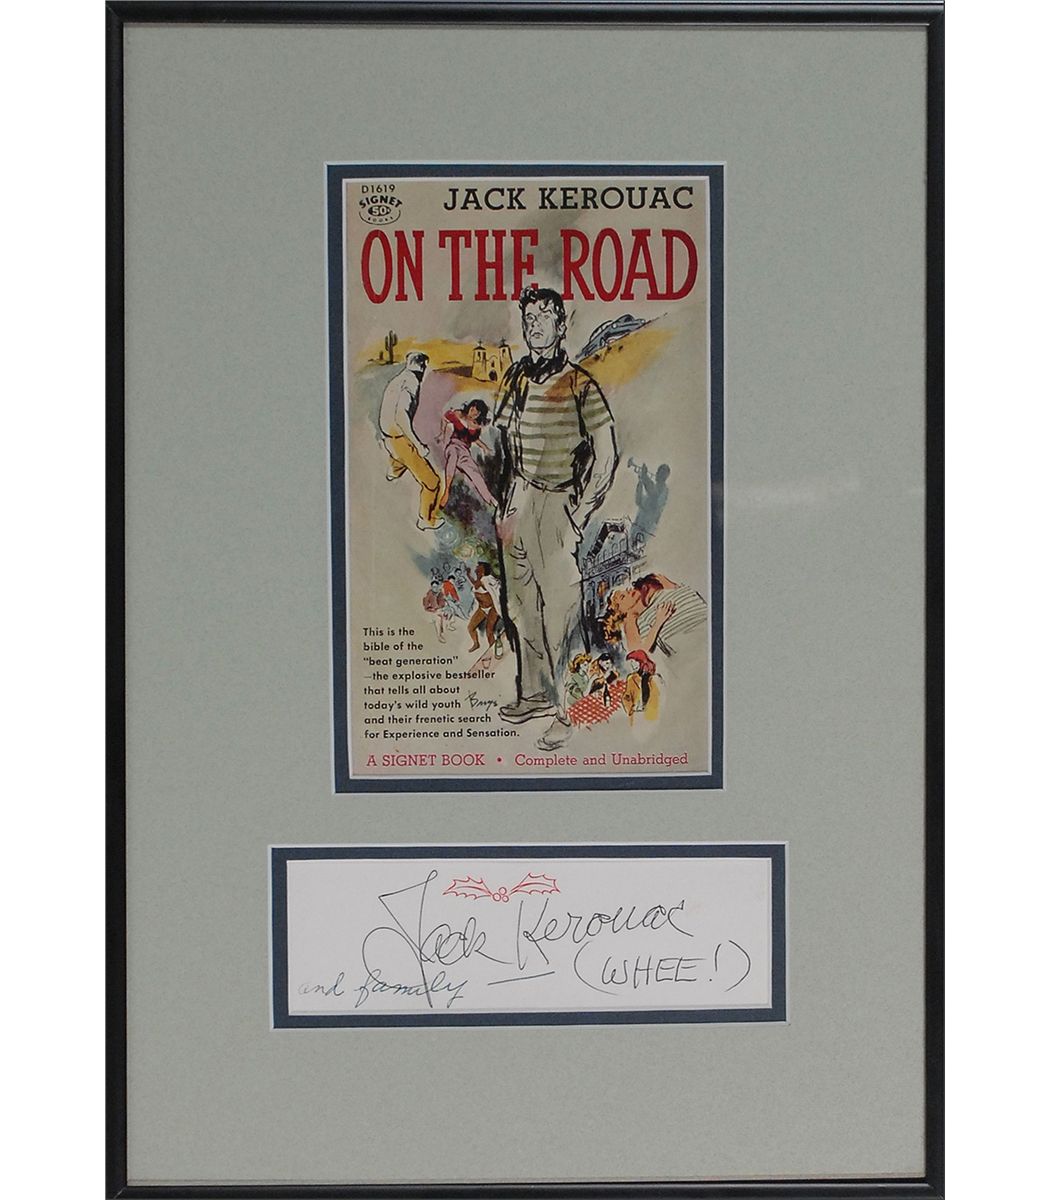 D1619
SIGNET
50¢
BOOKS
JACK KEROUAC
ON THE ROAD
This is the
bible of the
"beat generation"
—the explosive bestseller
that tells all about
today's wild youth
and their frenetic search
for Experience and Sensation.
A SIGNET BOOK • Complete and Unabridged
Jack Kerouac
and family — (WHEE!)